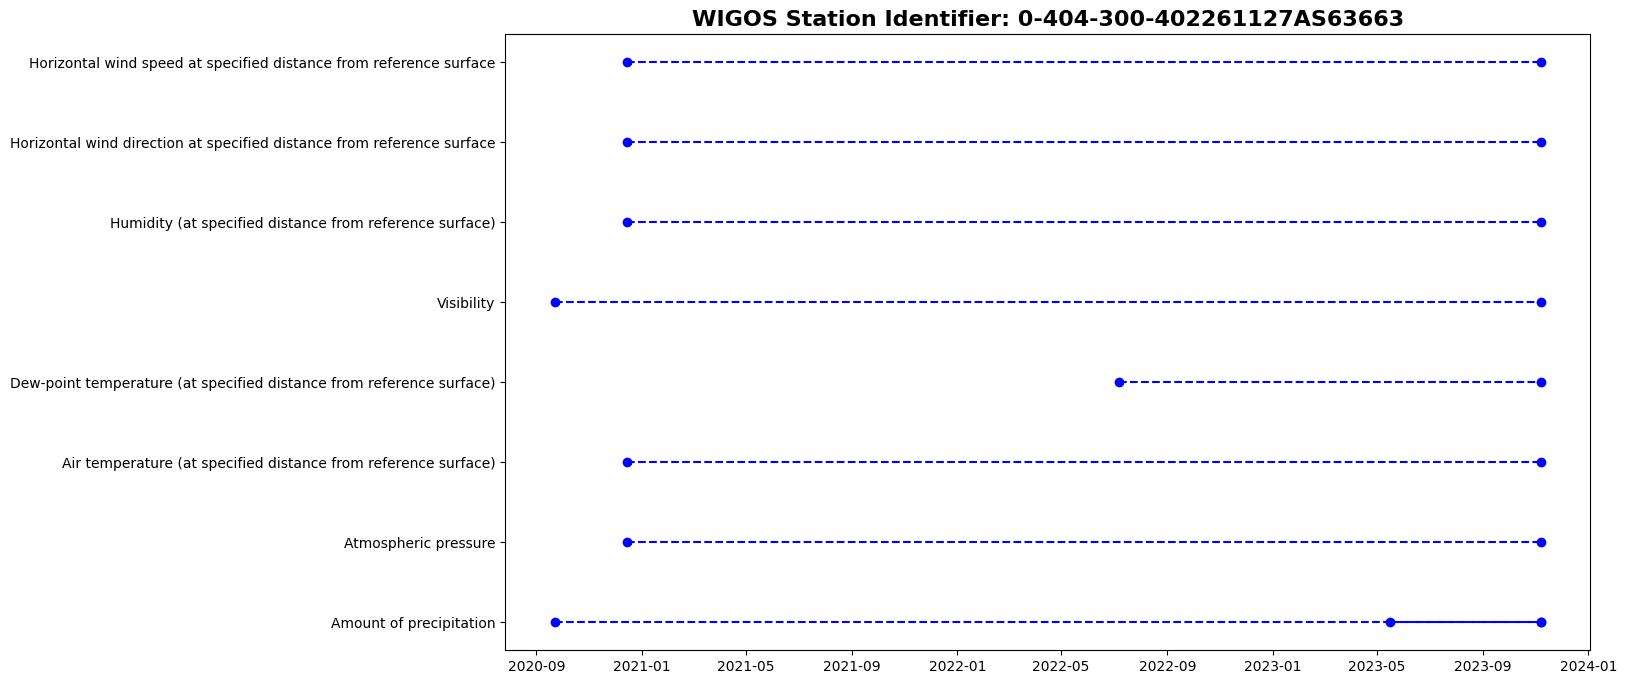 WIGOS Station Identifier: 0-404-300-402261127AS63663
Horizontal wind speed at specified distance from reference surface
Horizontal wind direction at specified distance from reference surface
Humidity (at specified distance from reference surface)
Visibility
Dew-point temperature (at specified distance from reference surface)
Air temperature (at specified distance from reference surface)
Atmospheric pressure
Amount of precipitation
2020-09 2021-01 2021-05 2021-09 2022-01 2022-05 2022-09 2023-01 2023-05 2023-09 2024-01